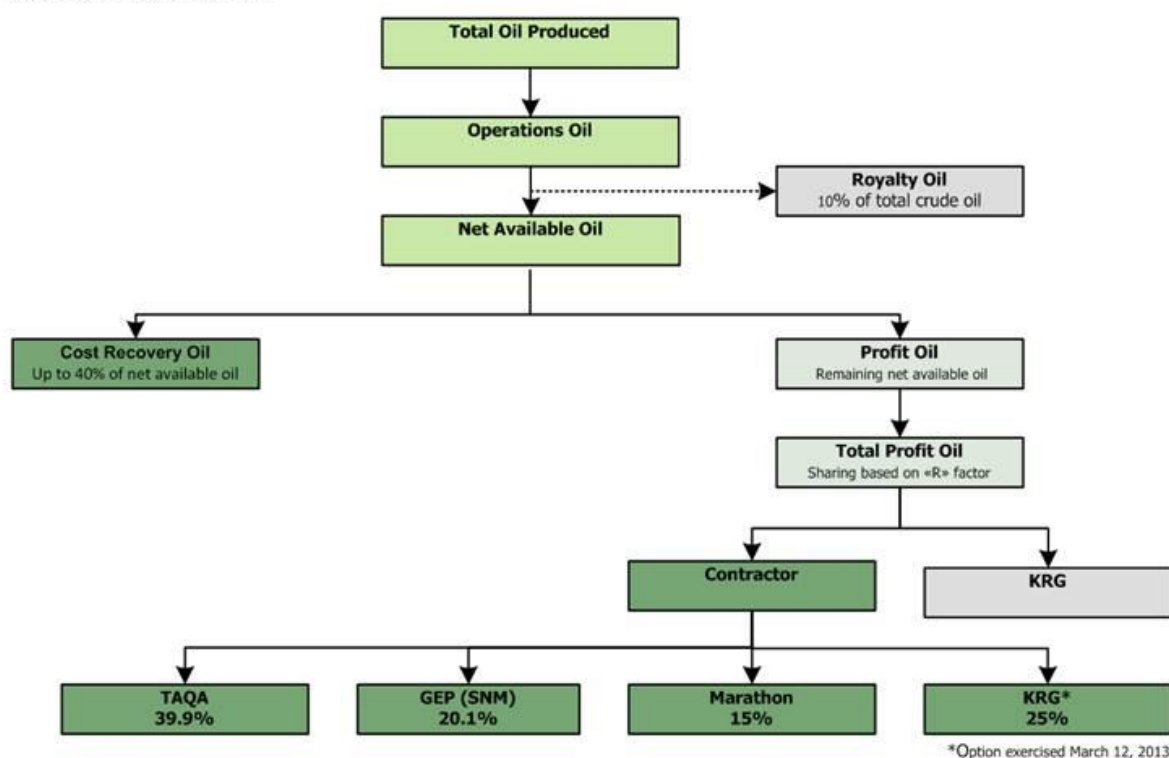 Total Oil Produced
Operations Oil
Royalty Oil
10% of total crude oil
Net Available Oil
Cost Recovery Oil
Up to 40% of net available oil
Profit Oil
Remaining net available oil
Total Profit Oil
Sharing based on «R» factor
Contractor
KRG
TAQA
39.9%
GEP (SNM)
20.1%
Marathon
15%
KRG*
25%
*Option exercised March 12, 2013